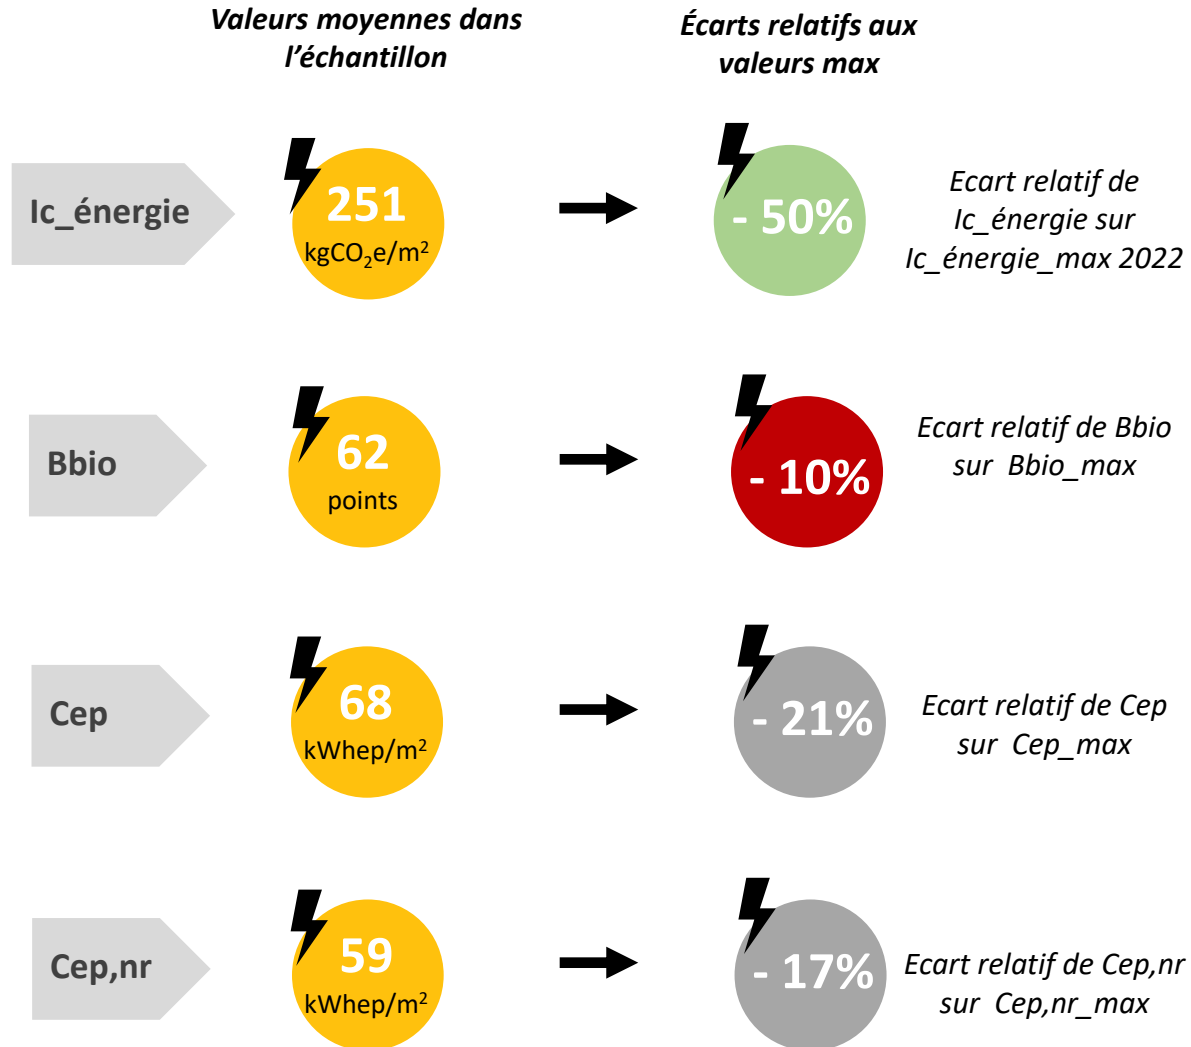 Valeurs moyennes dans
l'échantillon
Écarts relatifs aux
valeurs max
Ic_énergie
251
kgCO₂e/m²
- 50%
Ecart relatif de
Ic_énergie sur
Ic_énergie_max 2022
Bbio
62
points
- 10%
Ecart relatif de Bbio
sur Bbio_max
Cep
68
kWhep/m²
- 21%
Ecart relatif de Cep
sur Cep_max
Cep,nr
59
kWhep/m²
- 17%
Ecart relatif de Cep,nr
sur Cep,nr_max